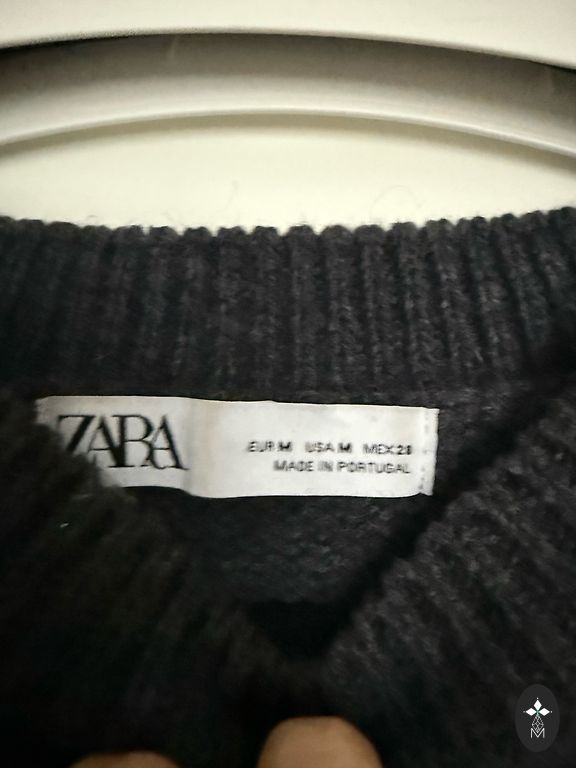 ZARA
EUR M USA M MEX 28
MADE IN PORTUGAL
M